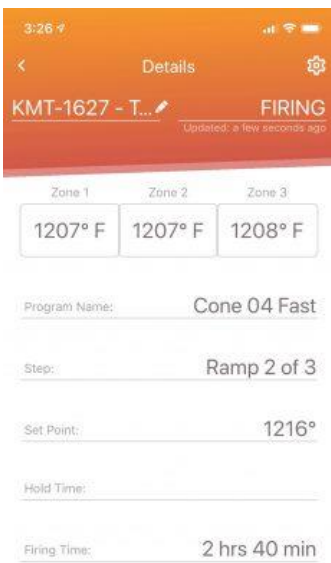 3:26
Details
KMT-1627 - T... FIRING
Updated: a few seconds ago
Zone 1 Zone 2 Zone 3
1207° F 1207° F 1208° F
Program Name: Cone 04 Fast
Step: Ramp 2 of 3
Set Point: 1216°
Hold Time:
Firing Time: 2 hrs 40 min